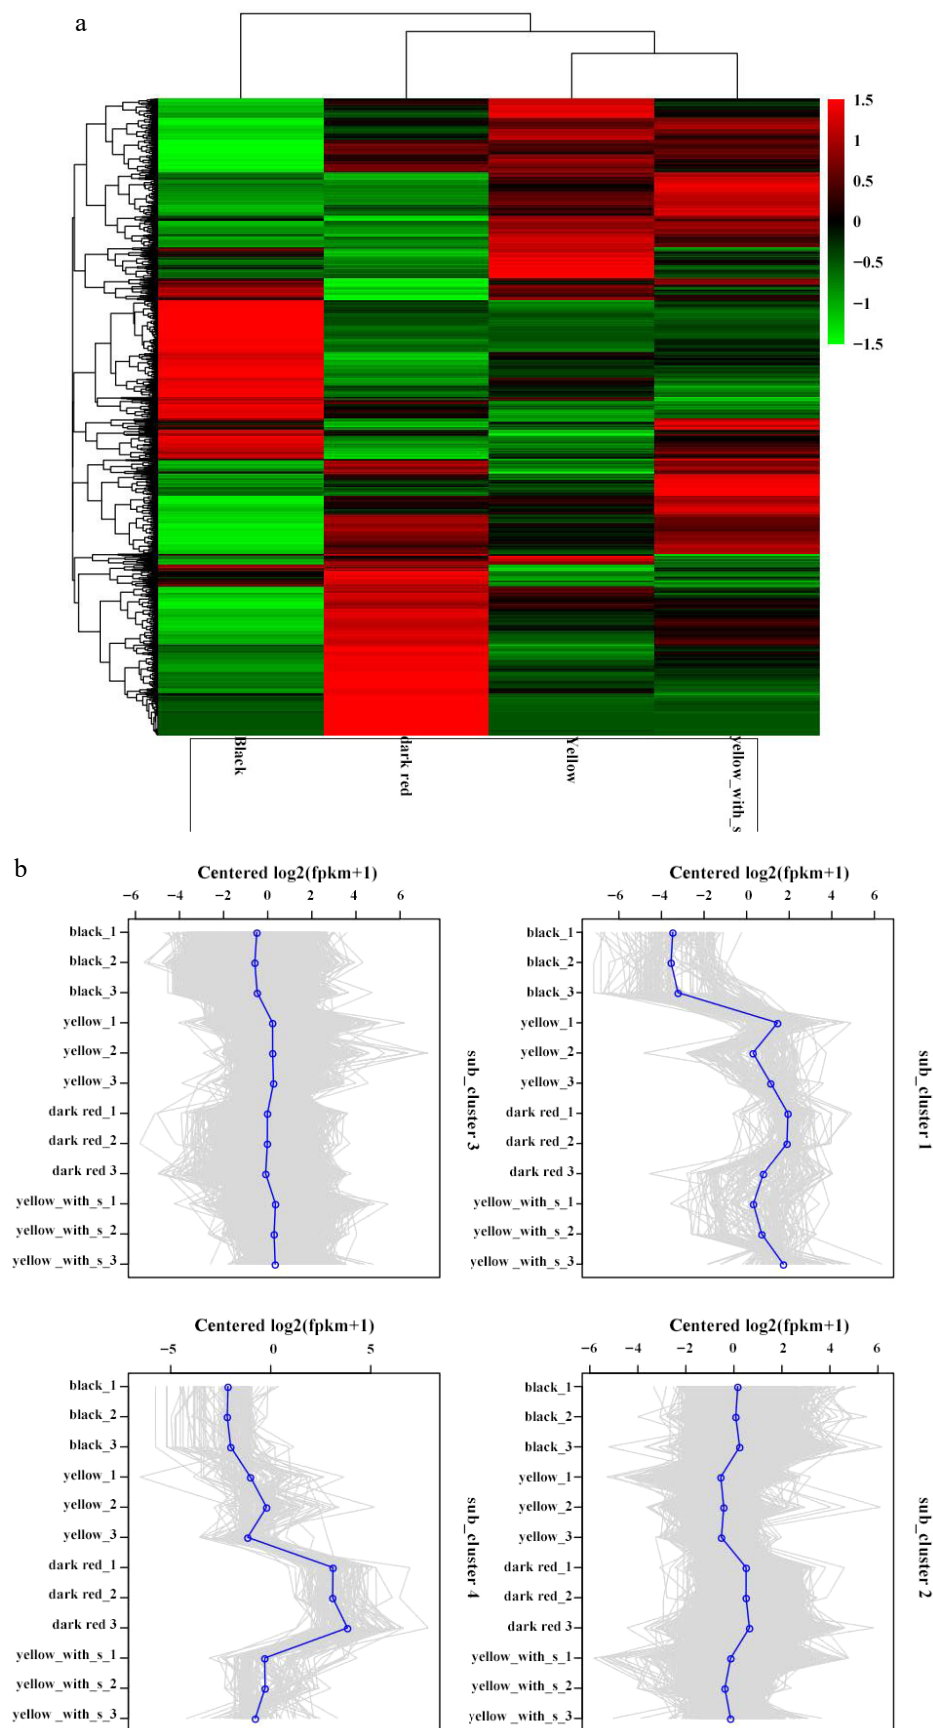 a
1.5
1
0.5
0
−0.5
−1
−1.5
Black
dark red
Yellow
yellow_with_s
b
Centered log2(fpkm+1)
−6 −4 −2 0 2 4 6
black_1
black_2
black_3
yellow_1
yellow_2
yellow_3
dark red_1
dark red_2
dark red 3
yellow_with_s_1
yellow_with_s_2
yellow _with_s_3
sub_cluster 3
Centered log2(fpkm+1)
−6 −4 −2 0 2 4 6
black_1
black_2
black_3
yellow_1
yellow_2
yellow_3
dark red_1
dark red_2
dark red 3
yellow_with_s_1
yellow_with_s_2
yellow _with_s_3
sub_cluster 1
Centered log2(fpkm+1)
−5 0 5
black_1
black_2
black_3
yellow_1
yellow_2
yellow_3
dark red_1
dark red_2
dark red 3
yellow_with_s_1
yellow_with_s_2
yellow _with_s_3
sub_cluster 4
Centered log2(fpkm+1)
−6 −4 −2 0 2 4 6
black_1
black_2
black_3
yellow_1
yellow_2
yellow_3
dark red_1
dark red_2
dark red 3
yellow_with_s_1
yellow_with_s_2
yellow _with_s_3
sub_cluster 2